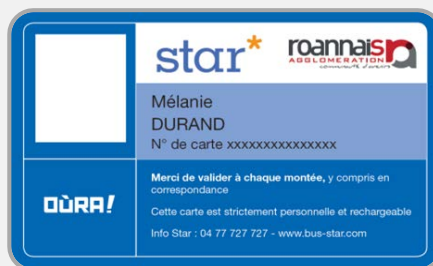 star*
roannais
AGGLOMERATION
Mélanie
DURAND
N° de carte xxxxxxxxxxxxxxx
OÙRA!
Merci de valider à chaque montée, y compris en
correspondance
Cette carte est strictement personnelle et rechargeable
Info Star : 04 77 727 727 - www.bus-star.com